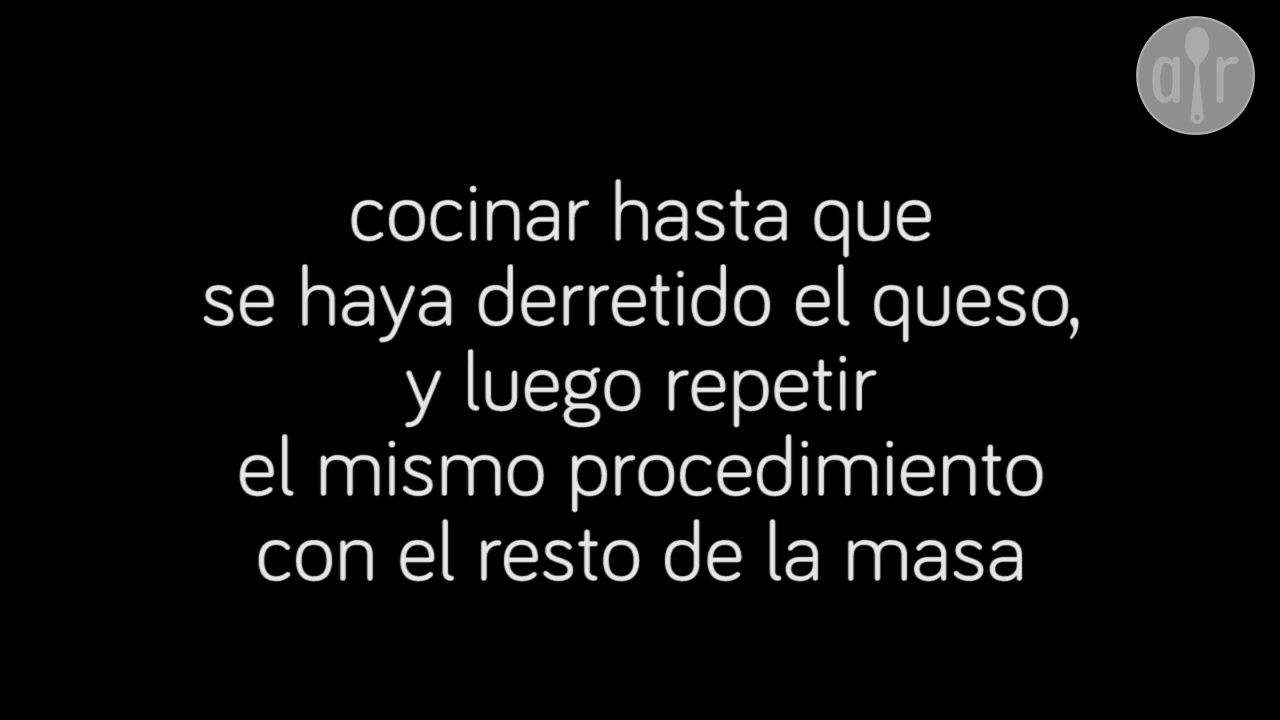 a r
cocinar hasta que
se haya derretido el queso,
y luego repetir
el mismo procedimiento
con el resto de la masa